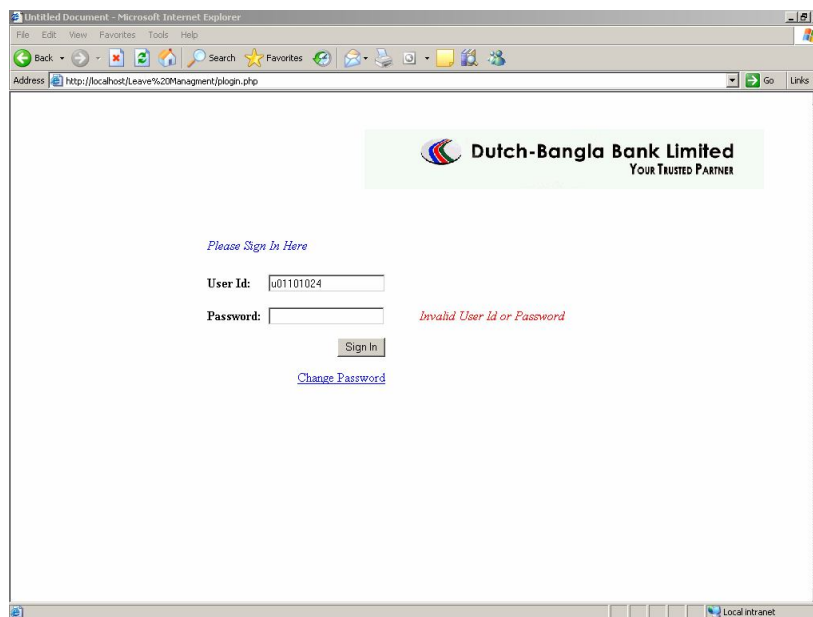 Untitled Document - Microsoft Internet Explorer
File Edit View Favorites Tools Help
Back Search Favorites
Address http://localhost/Leave%20Managment/plogin.php Go Links
Dutch-Bangla Bank Limited
YOUR TRUSTED PARTNER
Please Sign In Here
User Id: u01101024
Password: Invalid User Id or Password
Sign In
Change Password
Local intranet